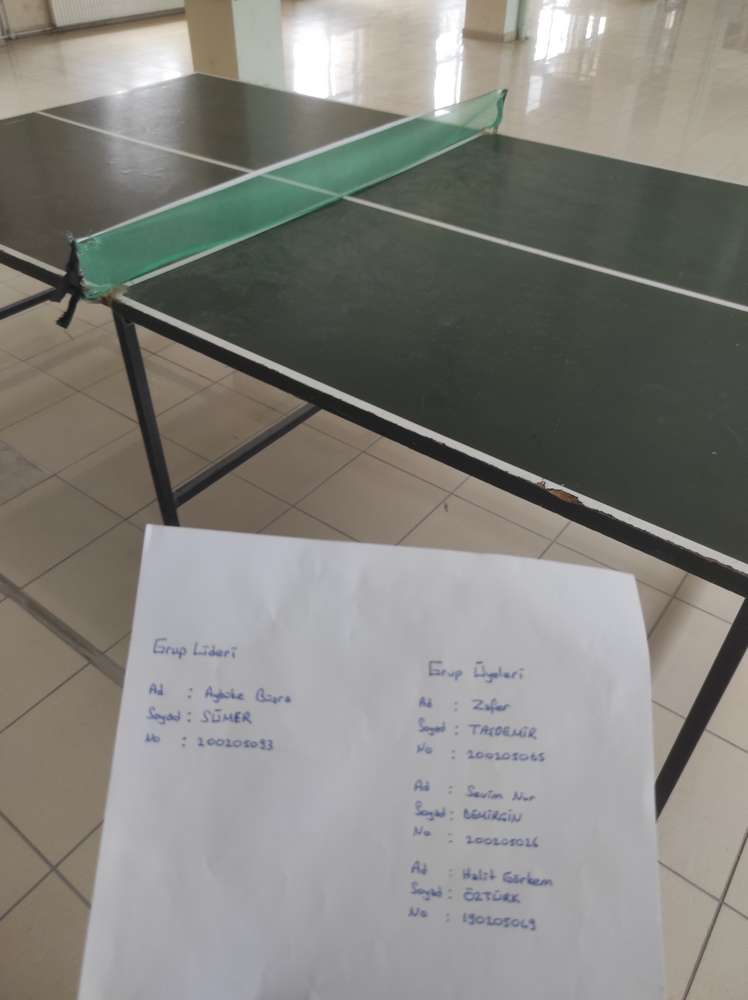 Grup Lideri
Ad : Aybüke Büşra
Soyad : SÜMER
No : 200205093
Grup Üyeleri
Ad : Zafer
Soyad : TAŞDEMİR
No : 200205065
Ad : Sevim Nur
Soyad : DEMİRGİN
No : 200205026
Ad : Halit Görkem
Soyad : ÖZTÜRK
No : 190205069